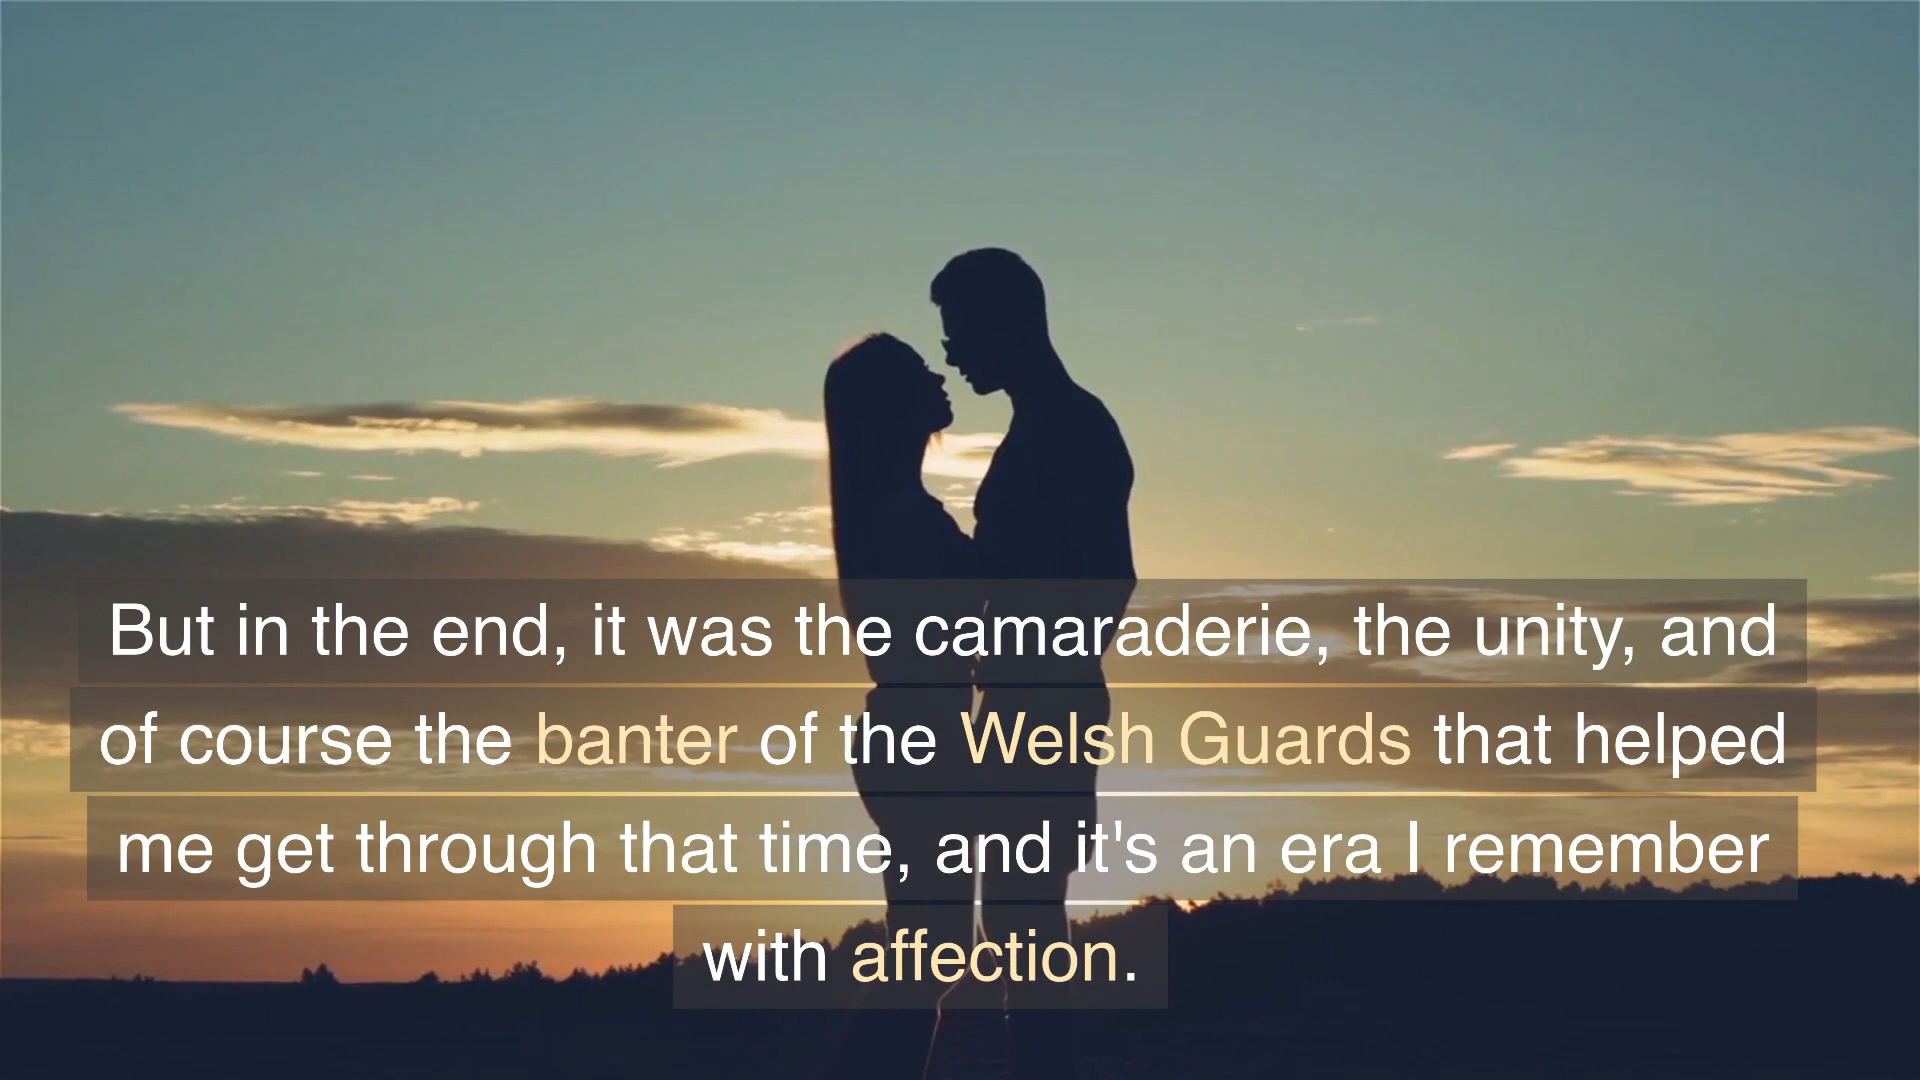 But in the end, it was the camaraderie, the unity, and
of course the banter of the Welsh Guards that helped
me get through that time, and it's an era I remember
with affection.